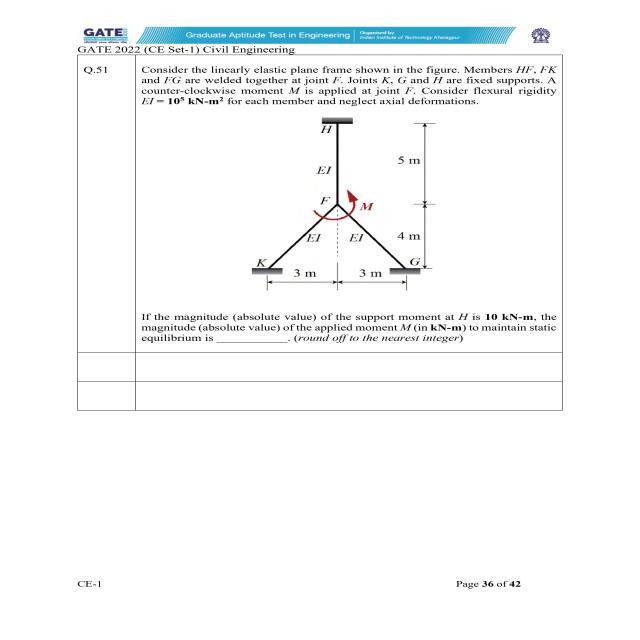 GATE
Graduate Aptitude Test in Engineering
Organised by
Indian Institute of Technology Kharagpur
GATE 2022 (CE Set-1) Civil Engineering
Q.51
Consider the linearly elastic plane frame shown in the figure. Members HF, FK
and FG are welded together at joint F. Joints K, G and H are fixed supports. A
counter-clockwise moment M is applied at joint F. Consider flexural rigidity
EI = 10⁵ kN-m² for each member and neglect axial deformations.
H
5 m
EI
F
M
EI
EI
4 m
K
G
3 m
3 m
If the magnitude (absolute value) of the support moment at H is 10 kN-m, the
magnitude (absolute value) of the applied moment M (in kN-m) to maintain static
equilibrium is ____________. (round off to the nearest integer)
CE-1
Page 36 of 42